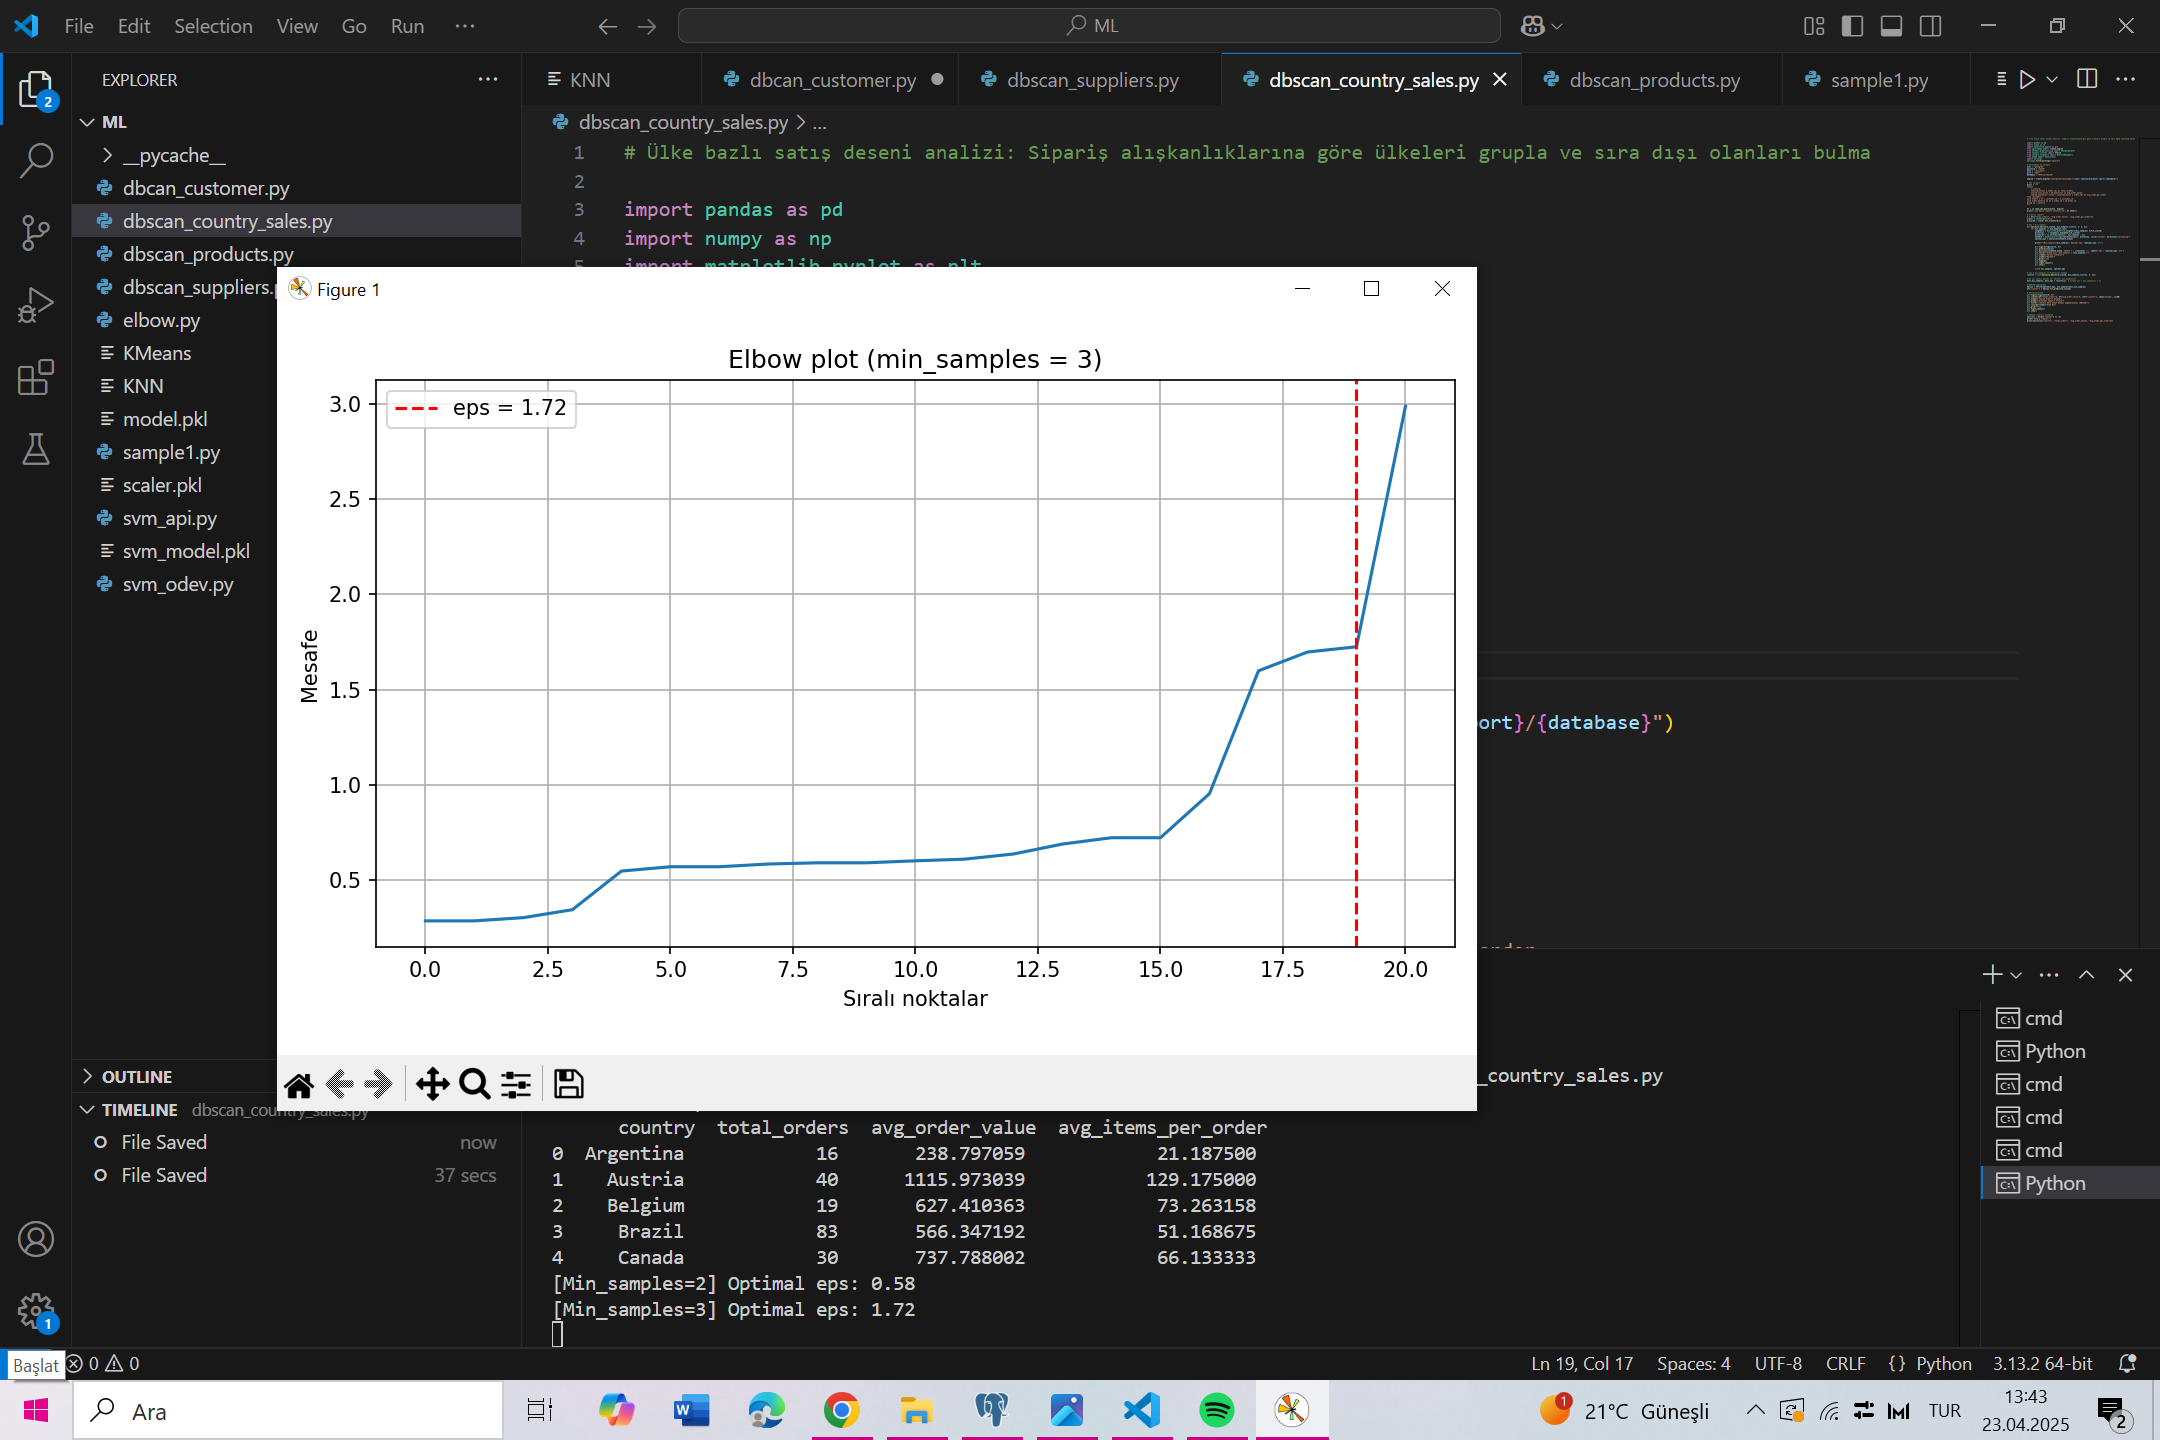 File Edit Selection View Go Run ···
ML
EXPLORER ···
KNN
dbcan_customer.py
dbscan_suppliers.py
dbscan_country_sales.py
dbscan_products.py
sample1.py
ML
__pycache__
dbcan_customer.py
dbscan_country_sales.py
dbscan_products.py
dbscan_suppliers.p
elbow.py
KMeans
KNN
model.pkl
sample1.py
scaler.pkl
svm_api.py
svm_model.pkl
svm_odev.py
2
dbscan_country_sales.py > ...
1 # Ülke bazlı satış deseni analizi: Sipariş alışkanlıklarına göre ülkeleri grupla ve sıra dışı olanları bulma
2
3 import pandas as pd
4 import numpy as np
5 import matplotlib.pyplot as plt
Figure 1
Elbow plot (min_samples = 3)
eps = 1.72
3.0
2.5
2.0
1.5
1.0
0.5
Mesafe
0.0 2.5 5.0 7.5 10.0 12.5 15.0 17.5 20.0
Sıralı noktalar
ort}/{database}")
_country_sales.py
OUTLINE
TIMELINE dbscan_country_sales.py
File Saved now
File Saved 37 secs
country total_orders avg_order_value avg_items_per_order
0 Argentina 16 238.797059 21.187500
1 Austria 40 1115.973039 129.175000
2 Belgium 19 627.410363 73.263158
3 Brazil 83 566.347192 51.168675
4 Canada 30 737.788002 66.133333
[Min_samples=2] Optimal eps: 0.58
[Min_samples=3] Optimal eps: 1.72
cmd
Python
cmd
cmd
cmd
Python
1
Başlat
0 0
Ln 19, Col 17 Spaces: 4 UTF-8 CRLF {} Python 3.13.2 64-bit
Ara
1
21°C Güneşli
TUR
13:43
23.04.2025
2